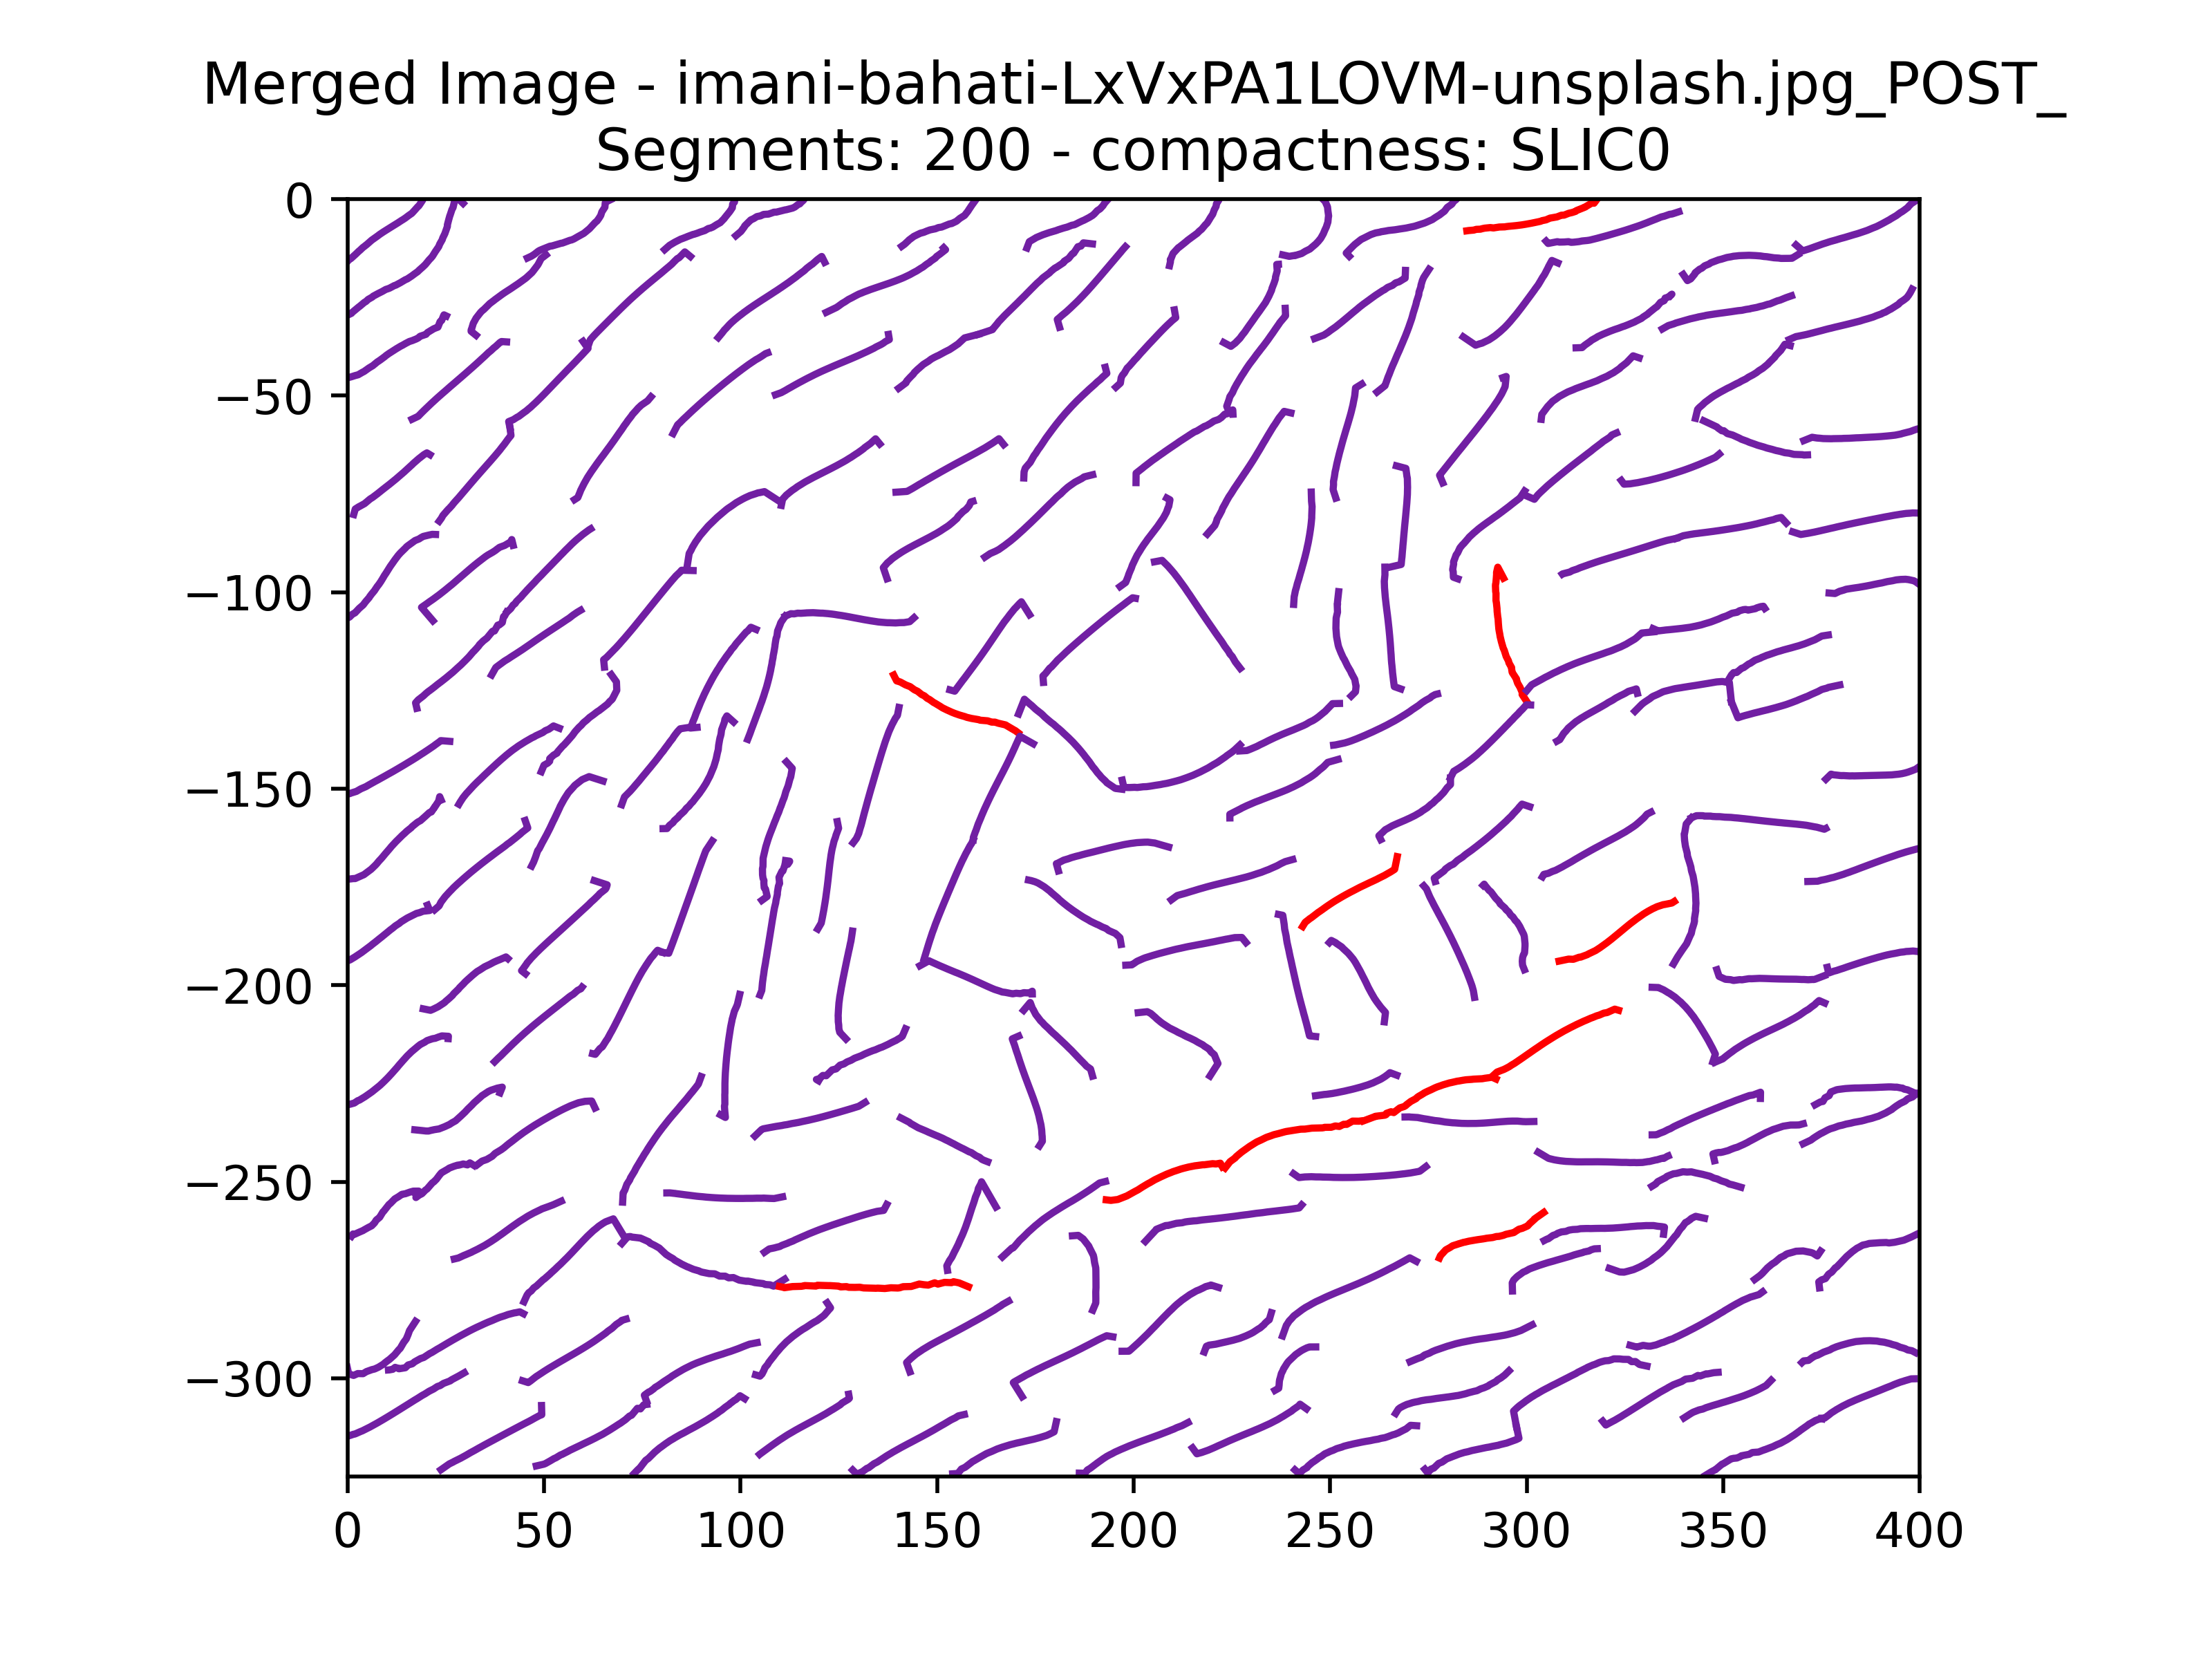 Merged Image - imani-bahati-LxVxPA1LOVM-unsplash.jpg_POST_
Segments: 200 - compactness: SLIC0
0
−50
−100
−150
−200
−250
−300
0 50 100 150 200 250 300 350 400